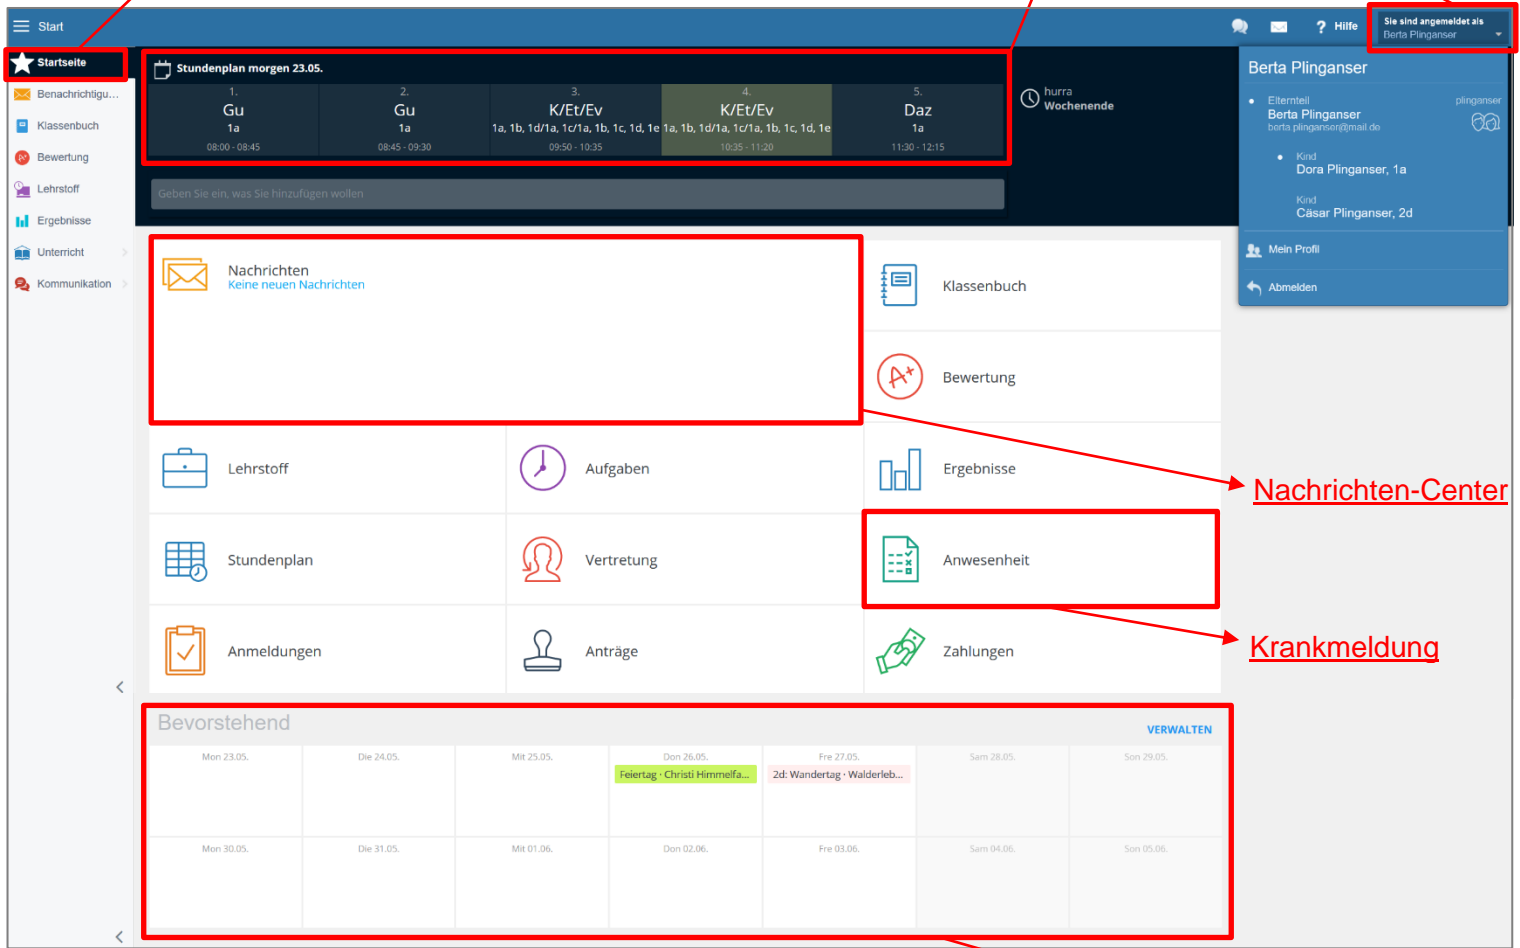 Start
? Hilfe
Sie sind angemeldet als
Berta Plinganser
Startseite
Benachrichtigu...
Klassenbuch
Bewertung
Lehrstoff
Ergebnisse
Unterricht
Kommunikation
Stundenplan morgen 23.05.
1.
Gu
1a
08:00 - 08:45
2.
Gu
1a
08:45 - 09:30
3.
K/Et/Ev
1a, 1b, 1d/1a, 1c/1a, 1b, 1c, 1d, 1e
09:50 - 10:35
4.
K/Et/Ev
1a, 1b, 1d/1a, 1c/1a, 1b, 1c, 1d, 1e
10:35 - 11:20
5.
Daz
1a
11:30 - 12:15
hurra
Wochenende
Geben Sie ein, was Sie hinzufügen wollen
Berta Plinganser
Elternteil
plinganser
Berta Plinganser
berta.plinganser@mail.do
Kind
Dora Plinganser, 1a
Kind
Cäsar Plinganser, 2d
Mein Profil
Abmelden
Nachrichten
Keine neuen Nachrichten
Klassenbuch
A+
Bewertung
Lehrstoff
Aufgaben
Ergebnisse
Nachrichten-Center
Stundenplan
Vertretung
Anwesenheit
Krankmeldung
Anmeldungen
Anträge
Zahlungen
Bevorstehend
VERWALTEN
Mon 23.05.
Die 24.05.
Mit 25.05.
Don 26.05.
Fre 27.05.
Sam 28.05.
Son 29.05.
Feiertag · Christi Himmelfa...
2d: Wandertag · Walderleb...
Mon 30.05.
Die 31.05.
Mit 01.06.
Don 02.06.
Fre 03.06.
Sam 04.06.
Son 05.06.